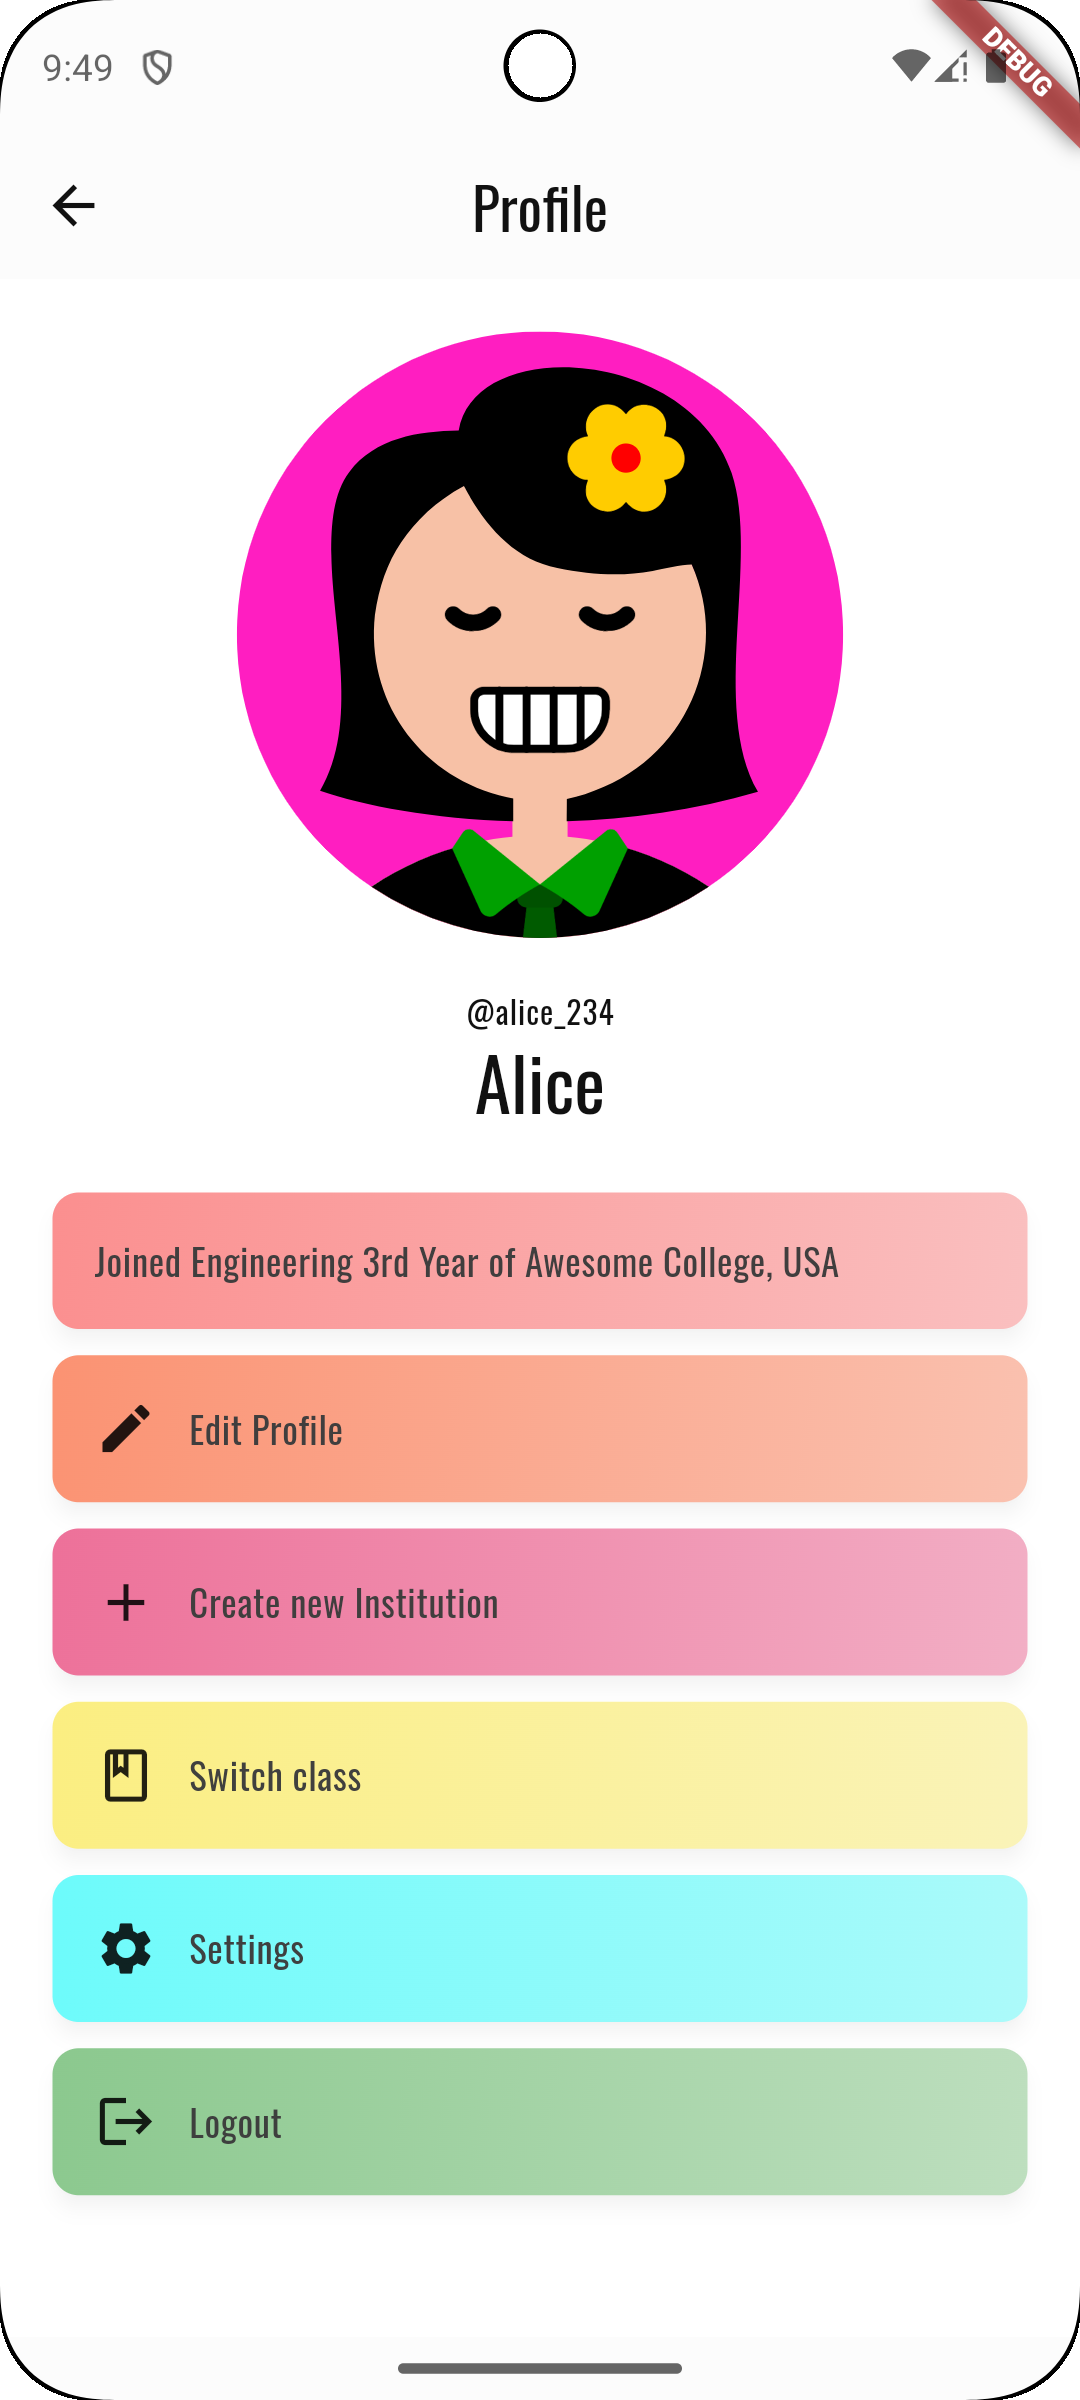 9:49
DEBUG
Profile
@alice_234
Alice
Joined Engineering 3rd Year of Awesome College, USA
Edit Profile
Create new Institution
Switch class
Settings
Logout